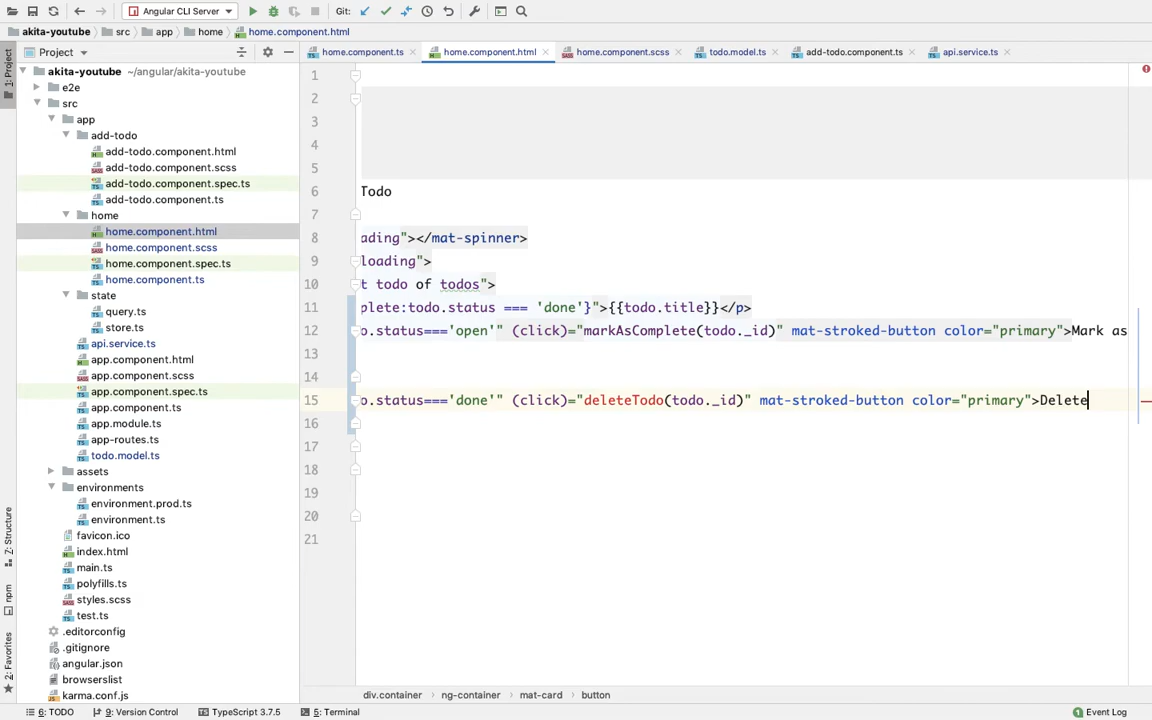 Angular CLI Server
Git:
akita-youtube
src
app
home
home.component.html
Project
home.component.ts
home.component.html
home.component.scss
todo.model.ts
add-todo.component.ts
api.service.ts
1: Project
akita-youtube ~/angular/akita-youtube
e2e
src
app
add-todo
add-todo.component.html
add-todo.component.scss
add-todo.component.spec.ts
add-todo.component.ts
home
home.component.html
home.component.scss
home.component.spec.ts
home.component.ts
state
query.ts
store.ts
api.service.ts
app.component.html
app.component.scss
app.component.spec.ts
app.component.ts
app.module.ts
app-routes.ts
todo.model.ts
assets
environments
environment.prod.ts
environment.ts
favicon.ico
index.html
main.ts
polyfills.ts
styles.scss
test.ts
.editorconfig
.gitignore
angular.json
browserslist
karma.conf.js
1
2
3
4
5
6 Todo
7
8 ading"></mat-spinner>
9 loading">
10 t todo of todos">
11 plete:todo.status === 'done'}">{{todo.title}}</p>
12 o.status==='open'" (click)="markAsComplete(todo._id)" mat-stroked-button color="primary">Mark as
13
14
15 o.status==='done'" (click)="deleteTodo(todo._id)" mat-stroked-button color="primary">Delete
16
17
18
19
20
21
7: Structure
npm
2: Favorites
div.container
ng-container
mat-card
button
6: TODO
9: Version Control
TypeScript 3.7.5
5: Terminal
1 Event Log